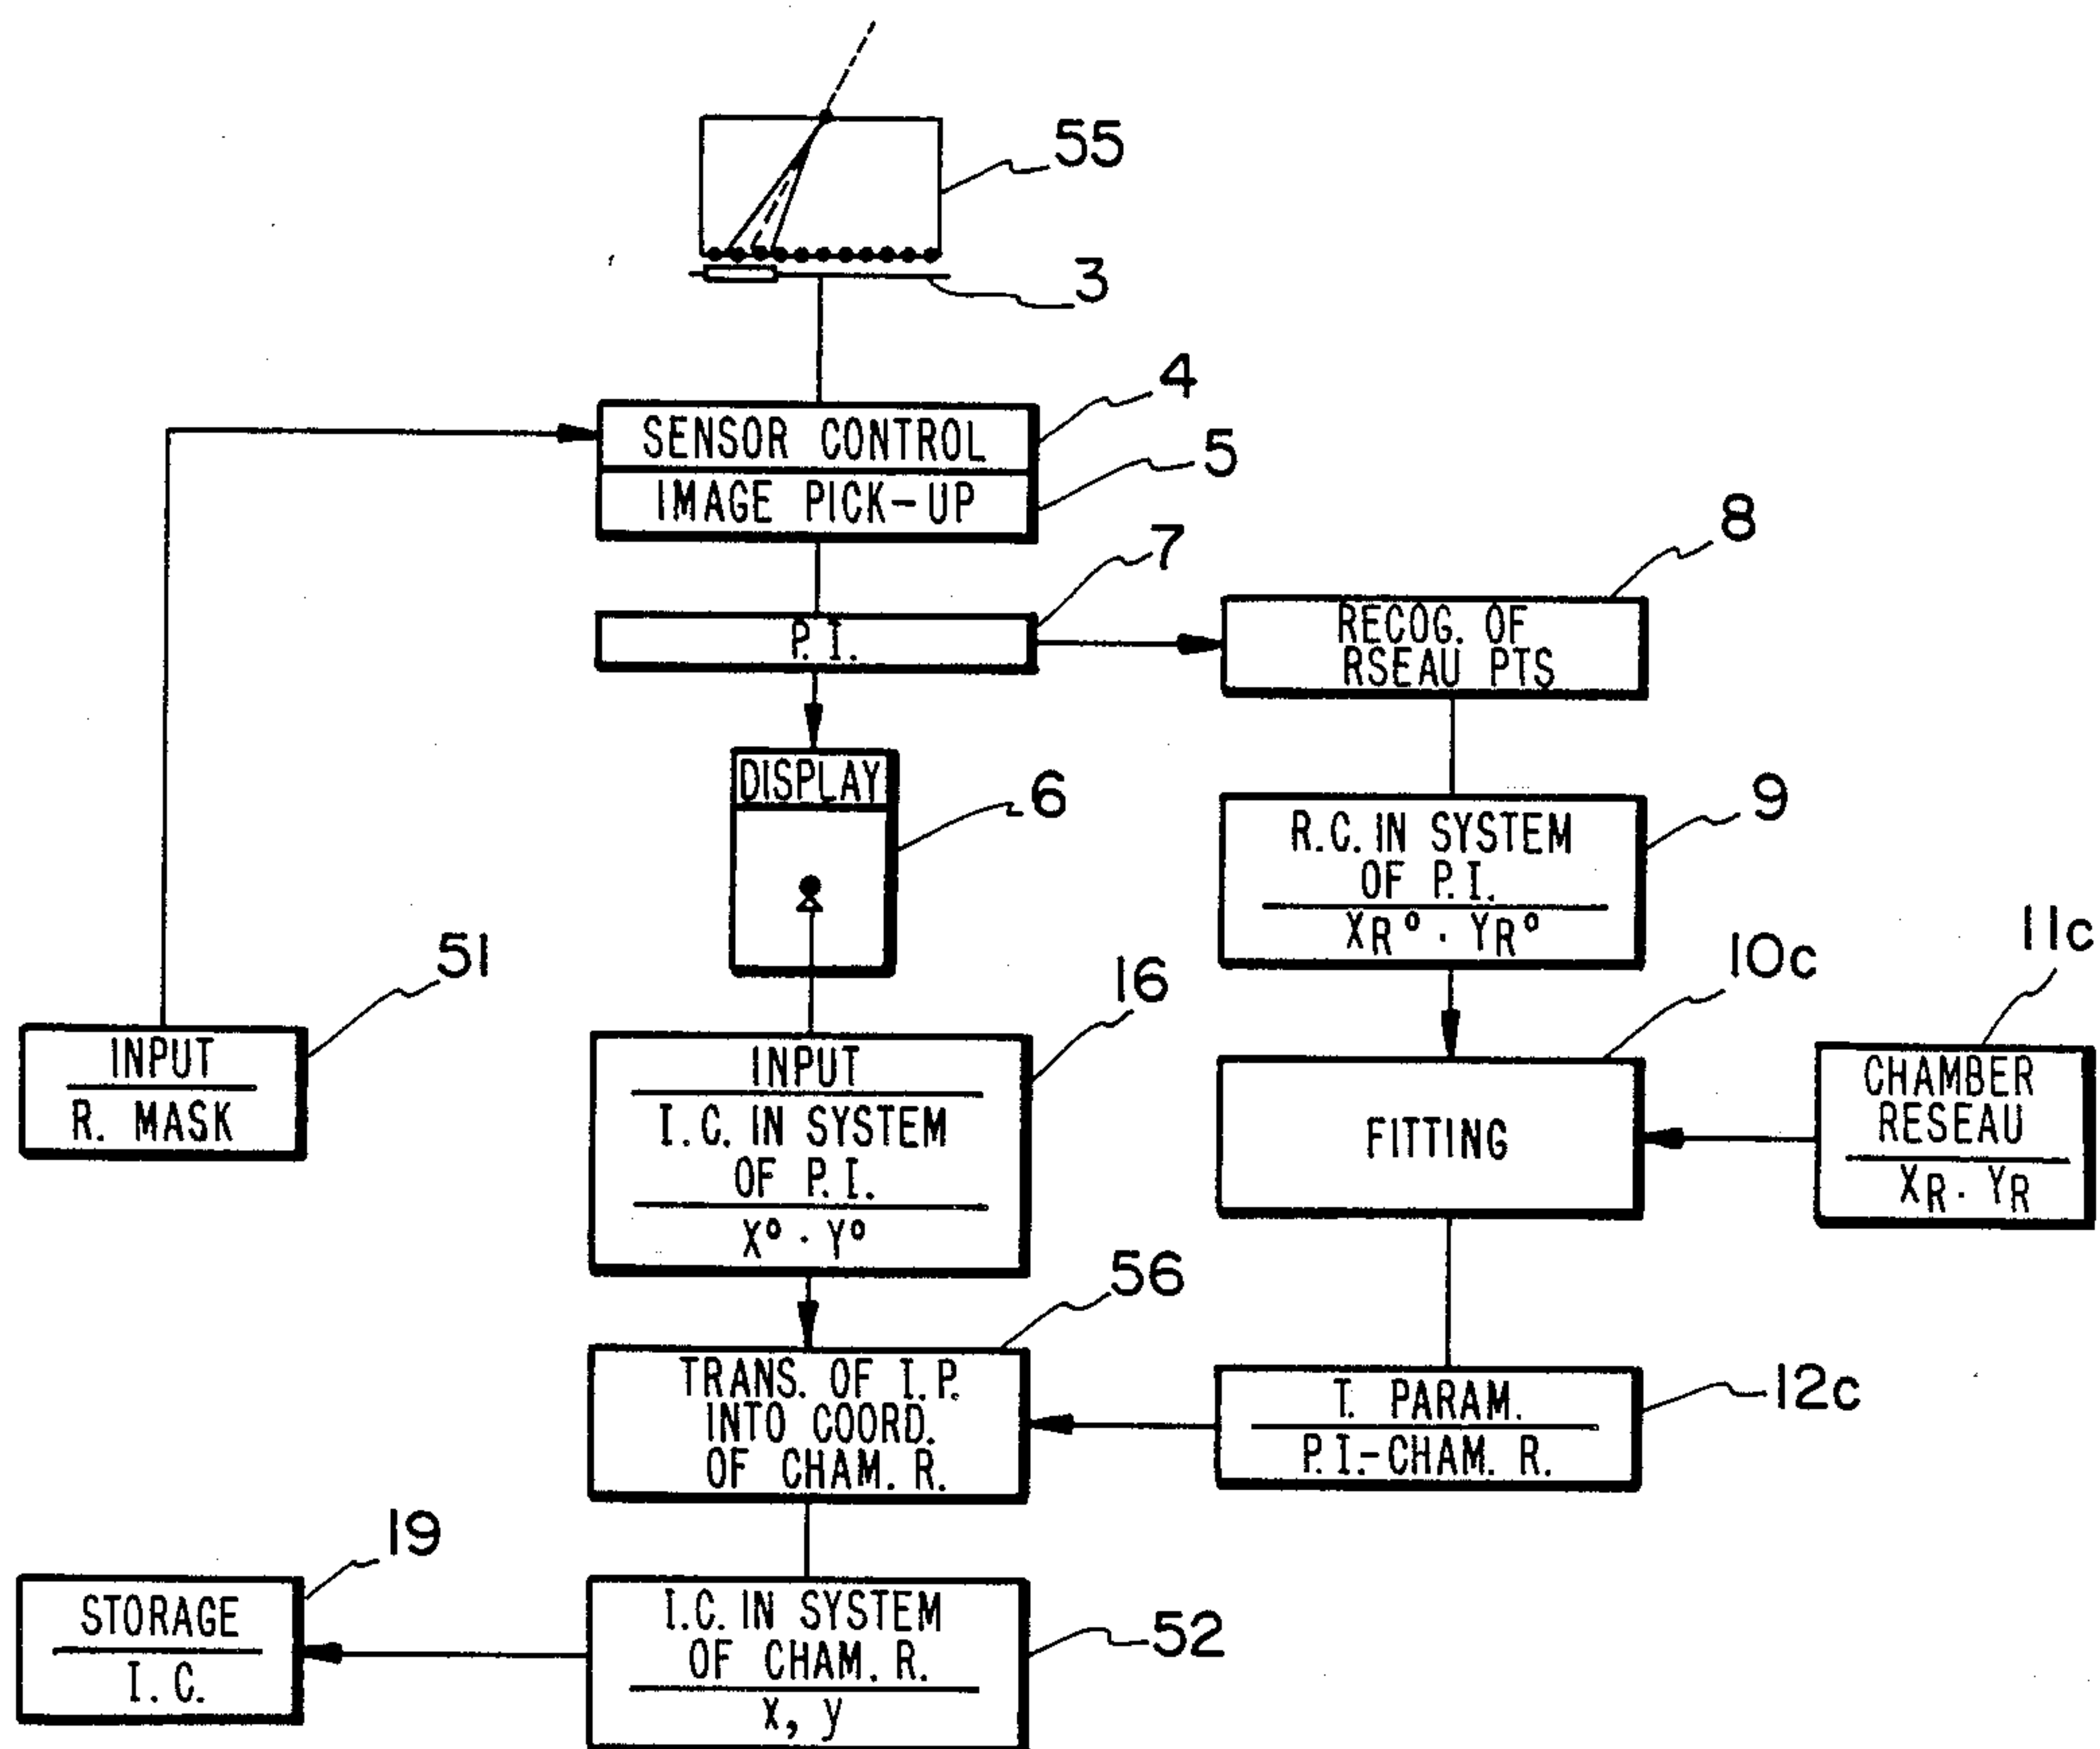 55
3
4
SENSOR CONTROL
5
IMAGE PICK-UP
7
P. I.
8
RECOG. OF
RSEAU PTS
DISPLAY
6
9
R.C. IN SYSTEM
OF P. I.
XR° · YR°
51
INPUT
R. MASK
16
INPUT
I.C. IN SYSTEM
OF P. I.
X° · Y°
10c
FITTING
11c
CHAMBER
RESEAU
XR · YR
56
TRANS. OF I. P.
INTO COORD.
OF CHAM. R.
12c
T. PARAM.
P. I.-CHAM. R.
19
STORAGE
I. C.
52
I.C. IN SYSTEM
OF CHAM. R.
x, y